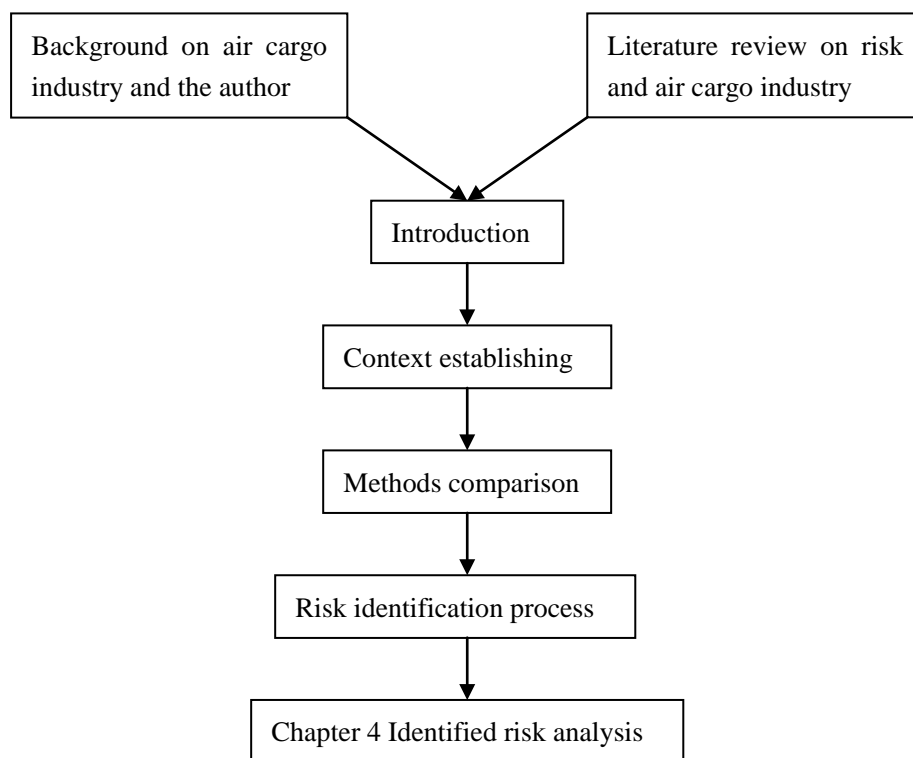 Background on air cargo
industry and the author
Literature review on risk
and air cargo industry
Introduction
Context establishing
Methods comparison
Risk identification process
Chapter 4 Identified risk analysis